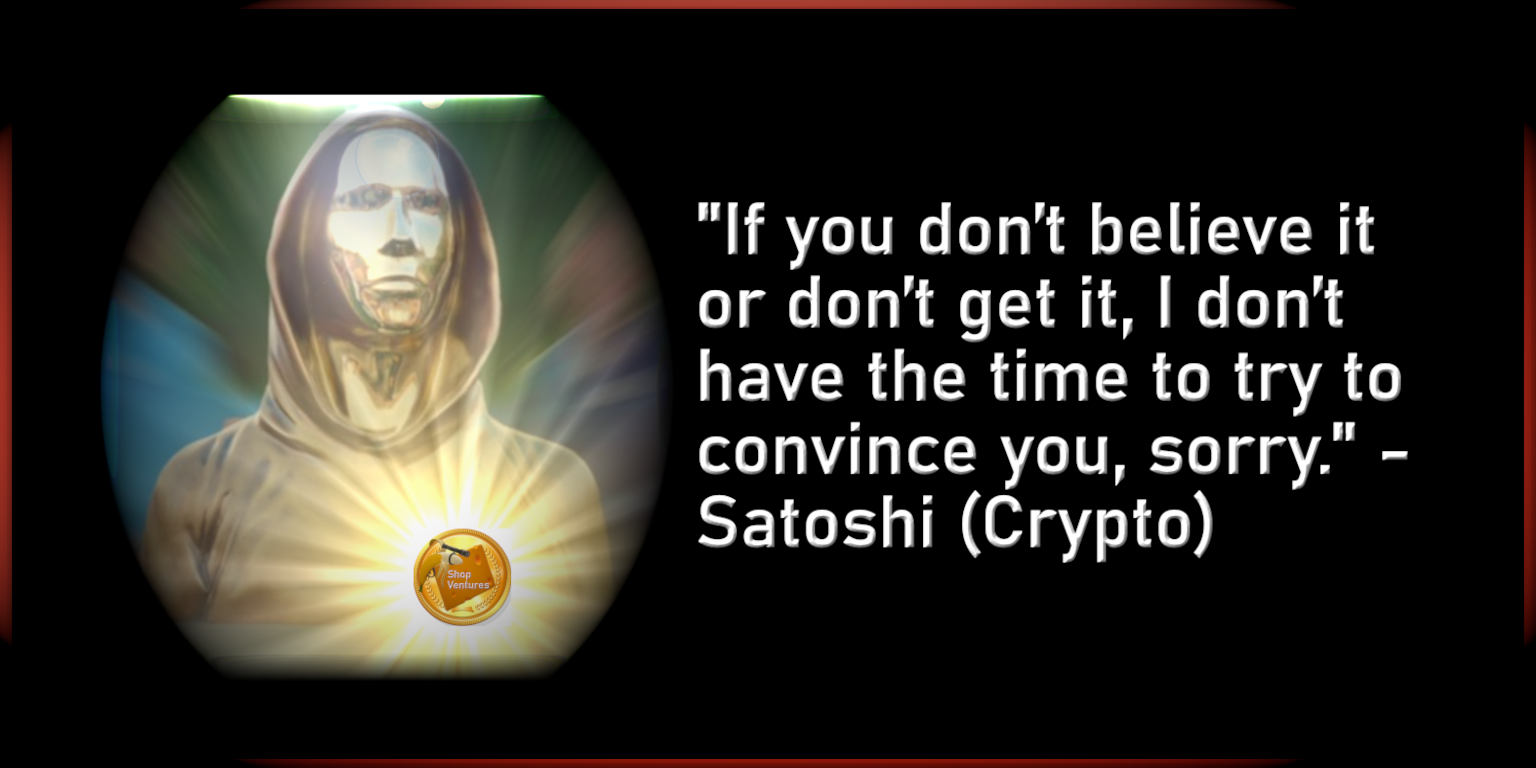 "If you don't believe it
or don't get it, I don't
have the time to try to
convince you, sorry." -
Satoshi (Crypto)
Shop
Ventures